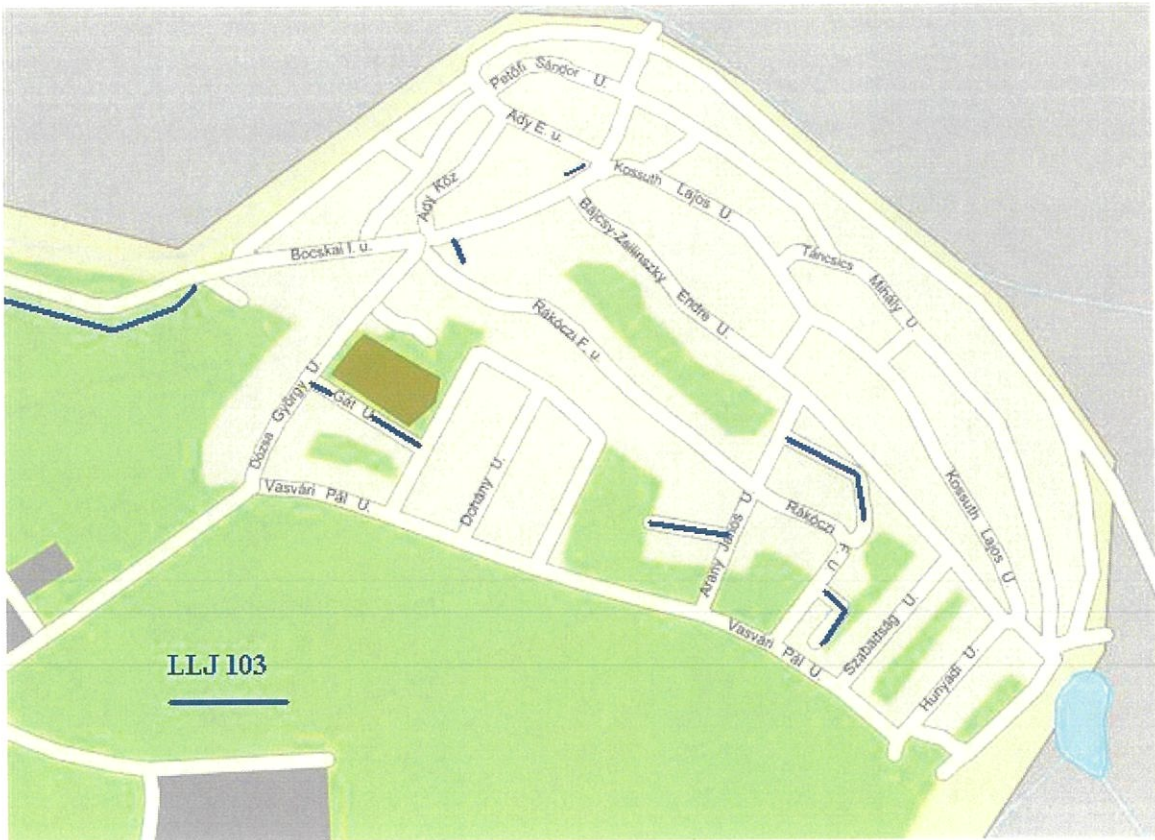 Petőfi Sándor U.
Ady E. u.
Kossuth Lajos U.
Ady Köz
Bajcsy-Zsilinszky Endre U.
Bocskai I. u.
Táncsics Mihály U.
Rákóczi F. u.
Dózsa György U.
Gát U.
Vasvári Pál U.
Dohány U.
Arany János U.
Rákóczi F. U.
Kossuth Lajos U.
Vasvári Pál U.
Szabadság U.
Hunyadi U.
LLJ 103